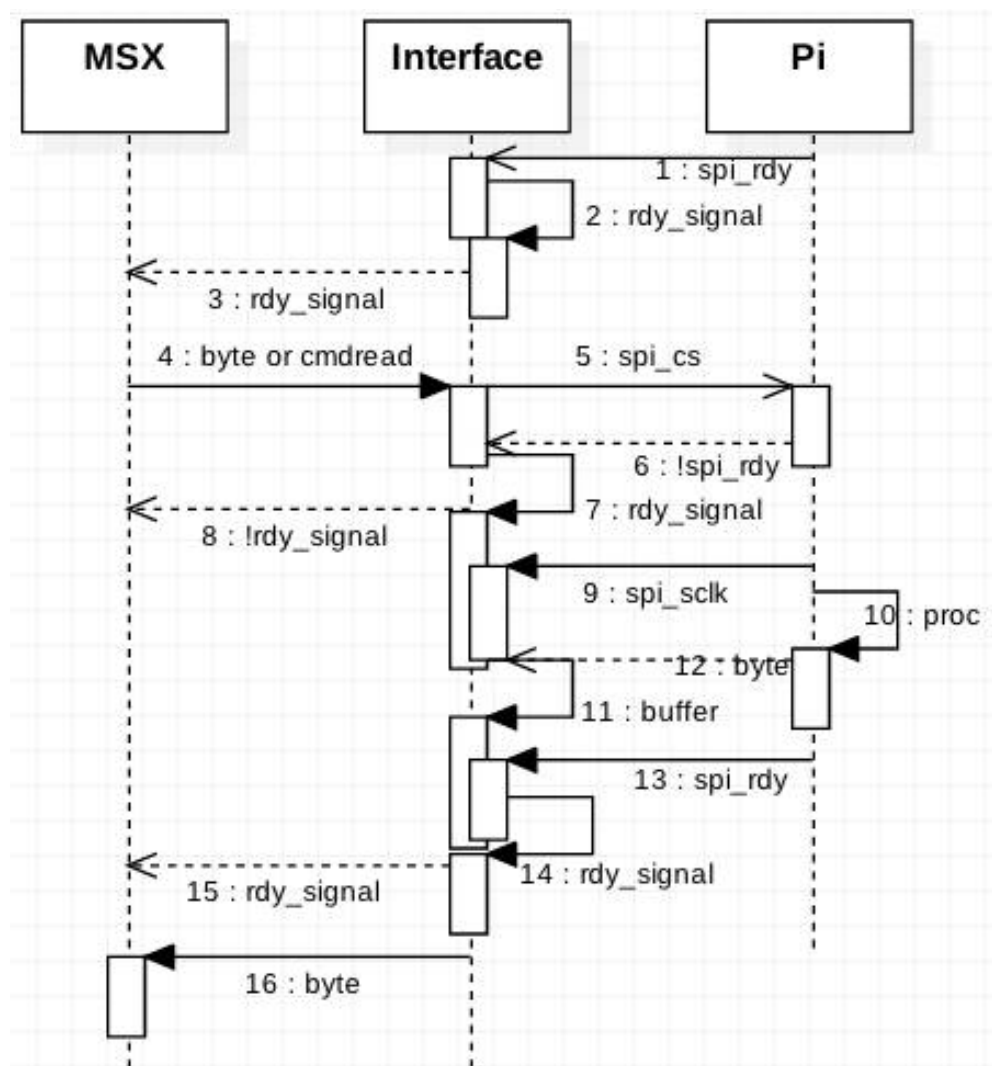 MSX
Interface
Pi
1 : spi_rdy
2 : rdy_signal
3 : rdy_signal
4 : byte or cmdread
5 : spi_cs
6 : !spi_rdy
7 : rdy_signal
8 : !rdy_signal
9 : spi_sclk
10 : proc
12 : byte
11 : buffer
13 : spi_rdy
14 : rdy_signal
15 : rdy_signal
16 : byte